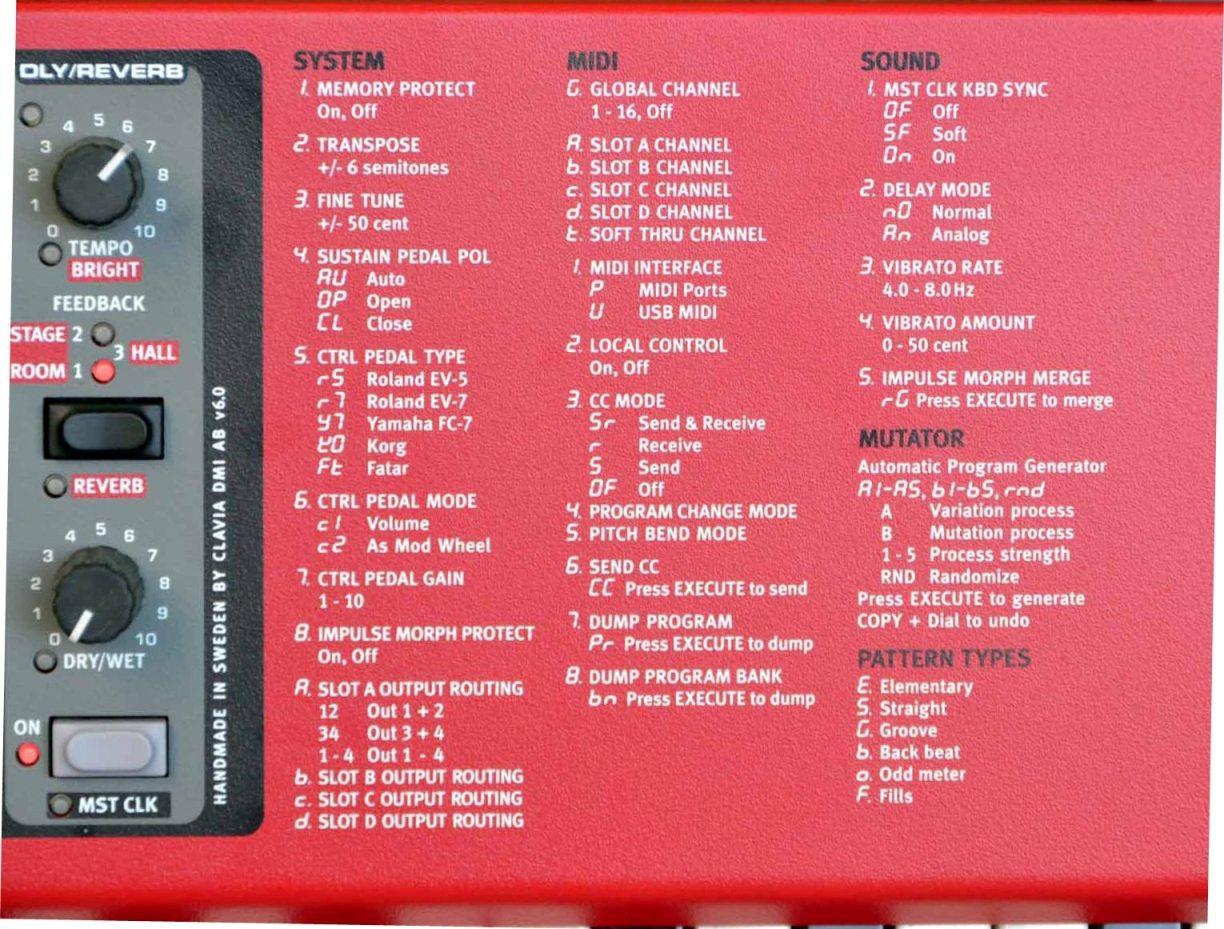 DLY/REVERB
0 1 2 3 4 5 6 7 8 9 10
TEMPO
BRIGHT
FEEDBACK
STAGE 2
3 HALL
ROOM 1
REVERB
0 1 2 3 4 5 6 7 8 9 10
DRY/WET
ON
MST CLK
HANDMADE IN SWEDEN BY CLAVIA DMI AB v6.0
SYSTEM
1. MEMORY PROTECT
On, Off
2. TRANSPOSE
+/- 6 semitones
3. FINE TUNE
+/- 50 cent
4. SUSTAIN PEDAL POL
AU Auto
OP Open
CL Close
5. CTRL PEDAL TYPE
r5 Roland EV-5
r7 Roland EV-7
y7 Yamaha FC-7
KO Korg
Ft Fatar
6. CTRL PEDAL MODE
c1 Volume
c2 As Mod Wheel
7. CTRL PEDAL GAIN
1 - 10
8. IMPULSE MORPH PROTECT
On, Off
A. SLOT A OUTPUT ROUTING
12 Out 1 + 2
34 Out 3 + 4
1 - 4 Out 1 - 4
b. SLOT B OUTPUT ROUTING
c. SLOT C OUTPUT ROUTING
d. SLOT D OUTPUT ROUTING
MIDI
G. GLOBAL CHANNEL
1 - 16, Off
A. SLOT A CHANNEL
b. SLOT B CHANNEL
c. SLOT C CHANNEL
d. SLOT D CHANNEL
t. SOFT THRU CHANNEL
1. MIDI INTERFACE
P MIDI Ports
U USB MIDI
2. LOCAL CONTROL
On, Off
3. CC MODE
Sr Send & Receive
r Receive
S Send
OF Off
4. PROGRAM CHANGE MODE
5. PITCH BEND MODE
6. SEND CC
CC Press EXECUTE to send
7. DUMP PROGRAM
Pr Press EXECUTE to dump
8. DUMP PROGRAM BANK
bn Press EXECUTE to dump
SOUND
1. MST CLK KBD SYNC
OF Off
SF Soft
On On
2. DELAY MODE
nO Normal
An Analog
3. VIBRATO RATE
4.0 - 8.0 Hz
4. VIBRATO AMOUNT
0 - 50 cent
5. IMPULSE MORPH MERGE
rG Press EXECUTE to merge
MUTATOR
Automatic Program Generator
A1-A5, b1-b5, rnd
A Variation process
B Mutation process
1 - 5 Process strength
RND Randomize
Press EXECUTE to generate
COPY + Dial to undo
PATTERN TYPES
E. Elementary
S. Straight
G. Groove
b. Back beat
o. Odd meter
F. Fills